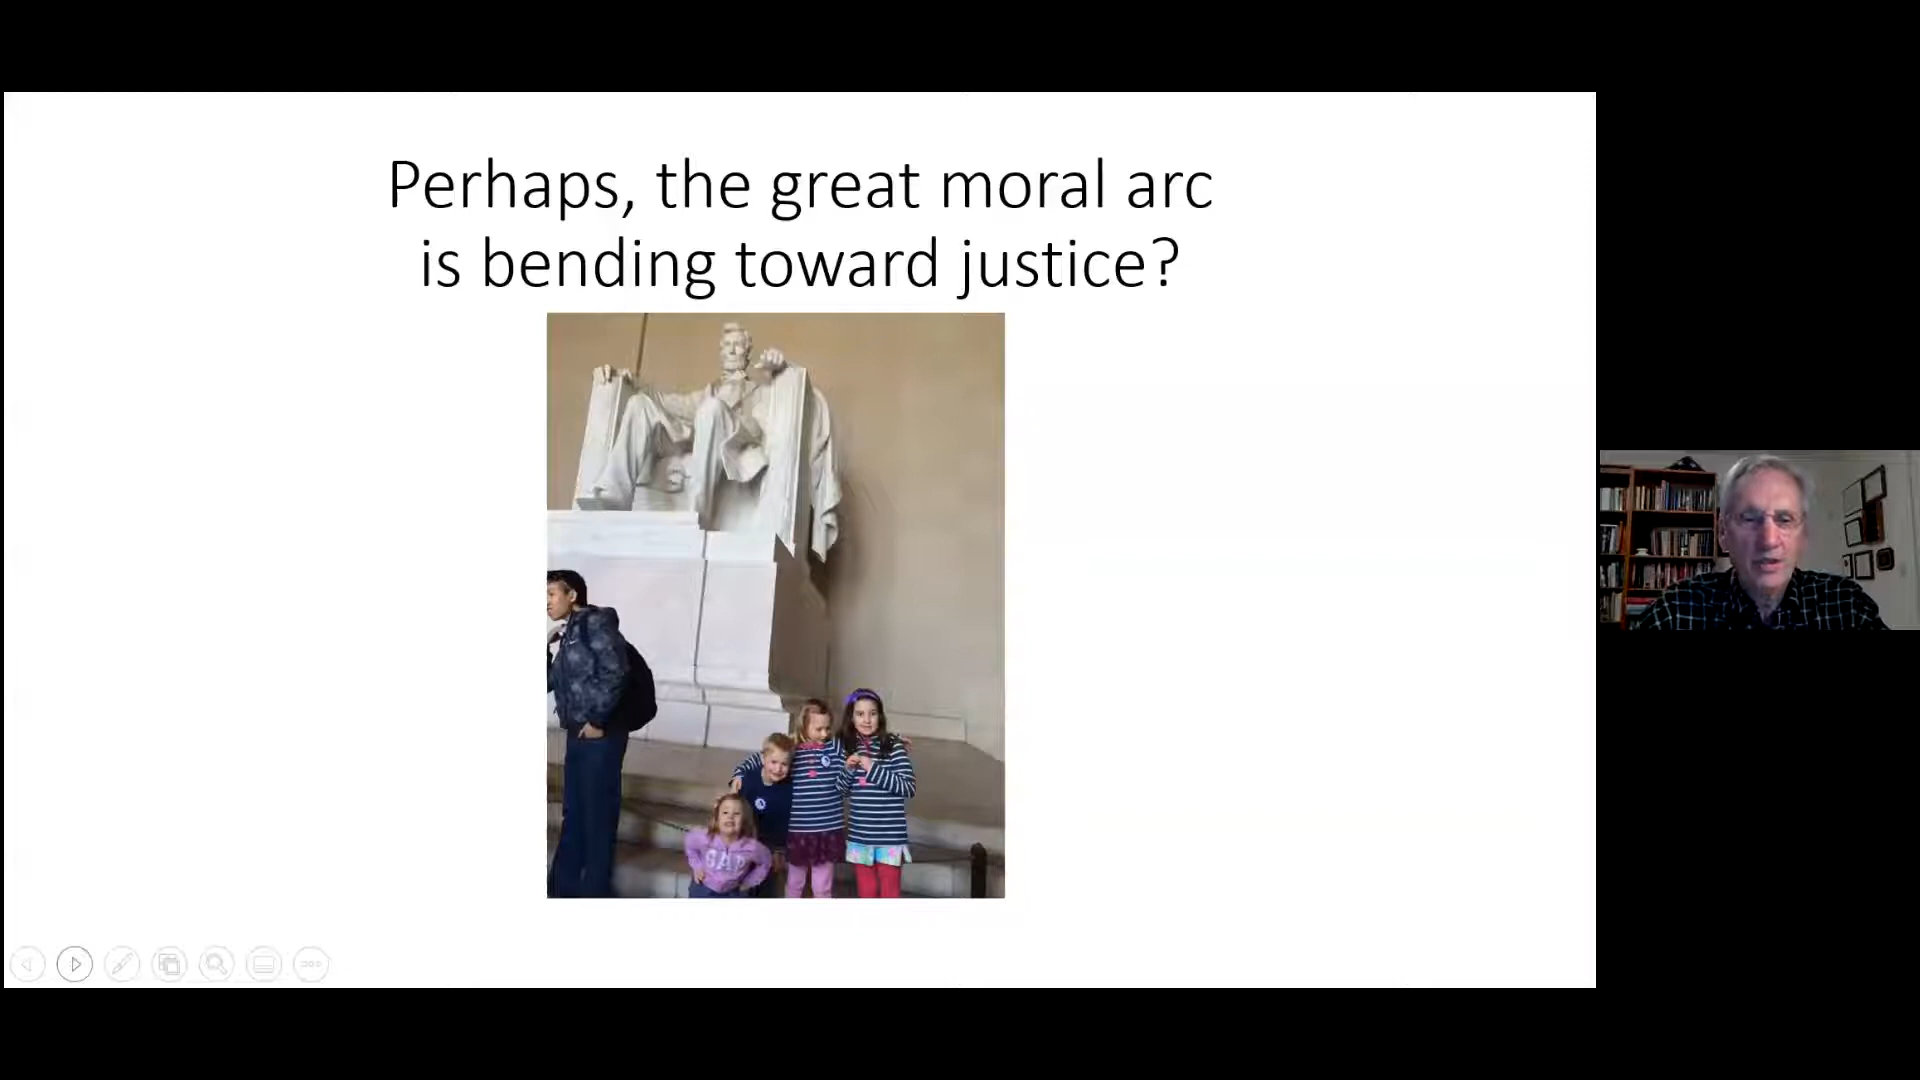 Perhaps, the great moral arc
is bending toward justice?
GAP